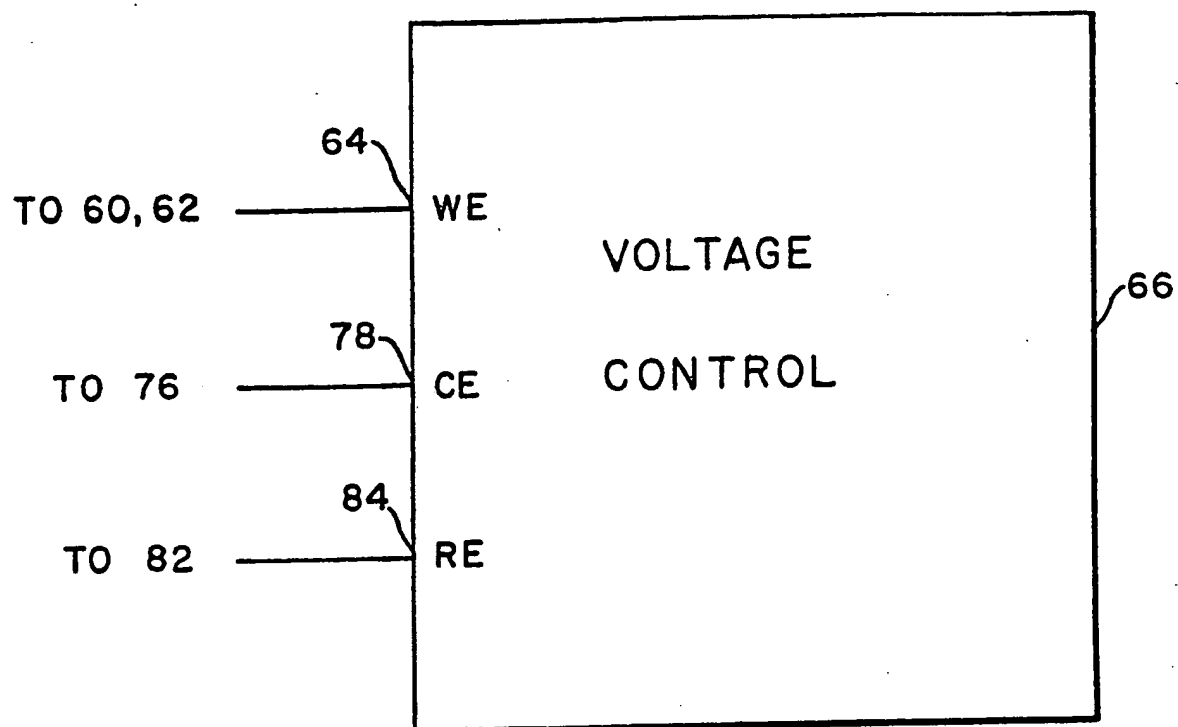 64
TO 60, 62 WE
VOLTAGE
66
78
CONTROL
TO 76 CE
84
TO 82 RE